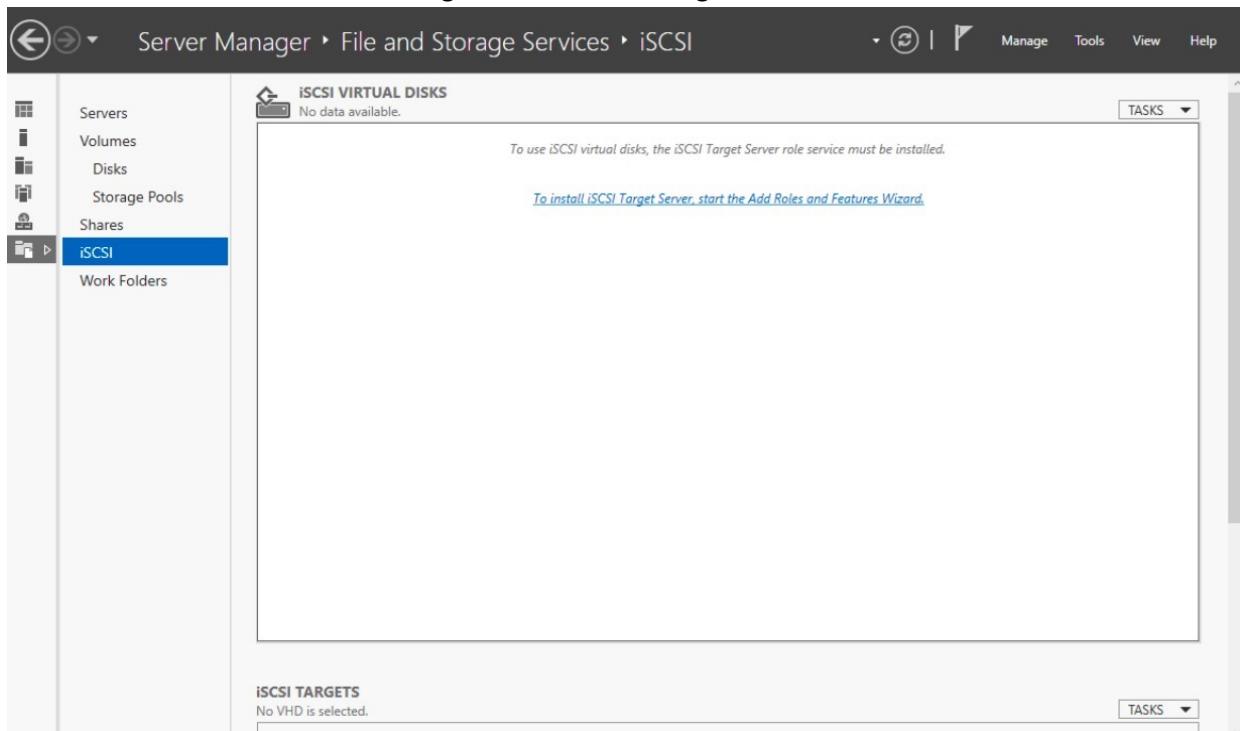 Server Manager ‣ File and Storage Services ‣ iSCSI
Manage Tools View Help
Servers
Volumes
Disks
Storage Pools
Shares
iSCSI
Work Folders
iSCSI VIRTUAL DISKS
No data available.
TASKS
To use iSCSI virtual disks, the iSCSI Target Server role service must be installed.
To install iSCSI Target Server, start the Add Roles and Features Wizard.
iSCSI TARGETS
No VHD is selected.
TASKS